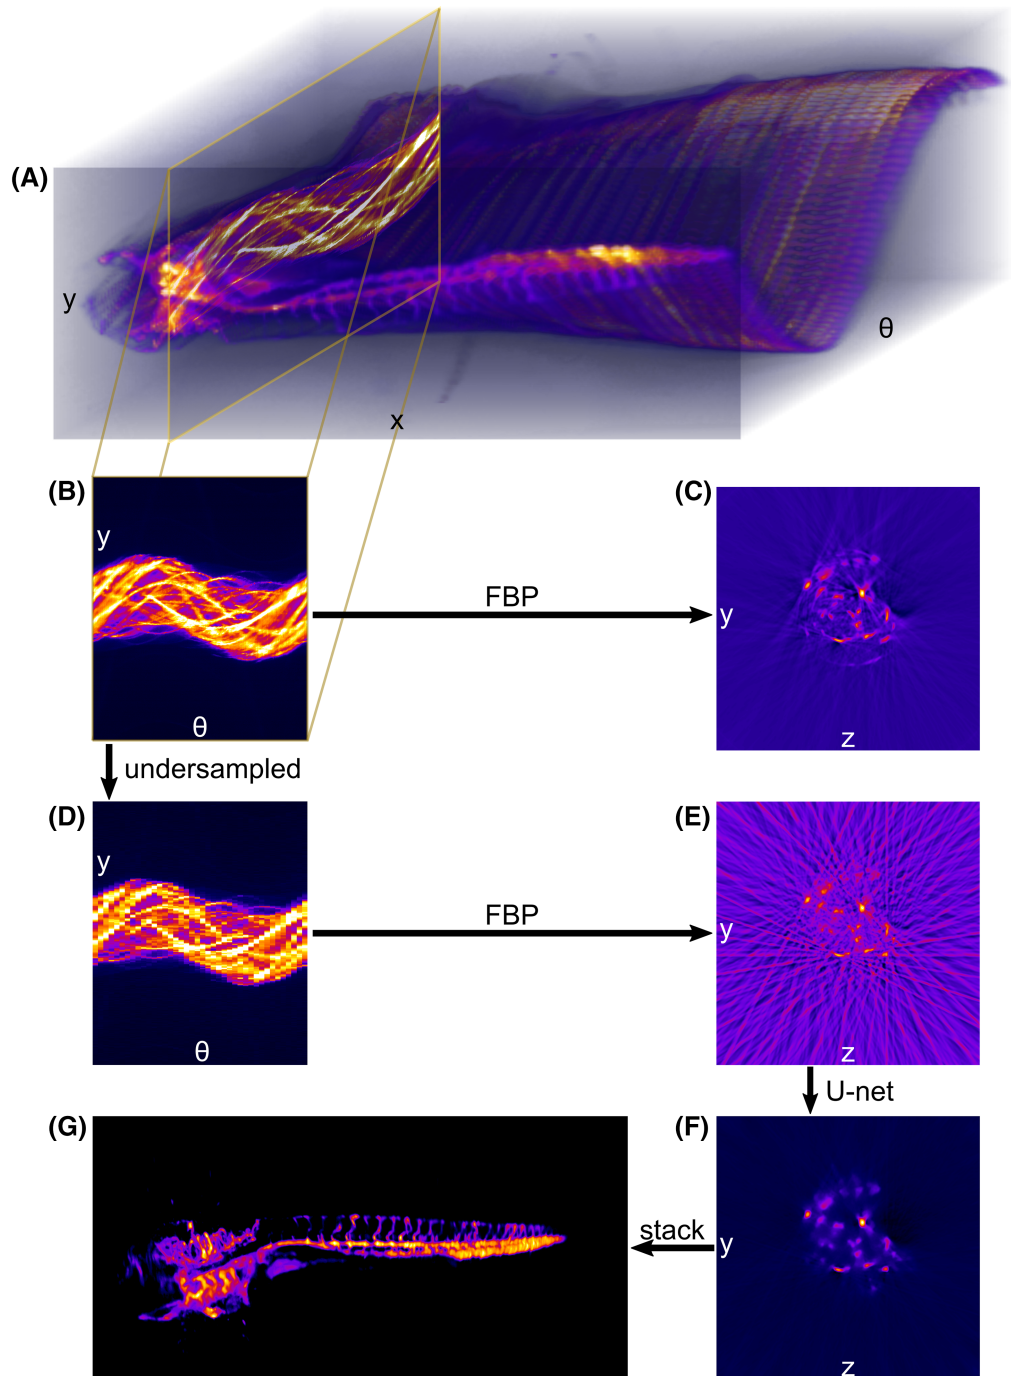 (A)
y
θ
x
(B)
y
θ
FBP
(C)
y
z
undersampled
(D)
y
θ
FBP
(E)
y
z
U-net
(G)
stack
(F)
y
z